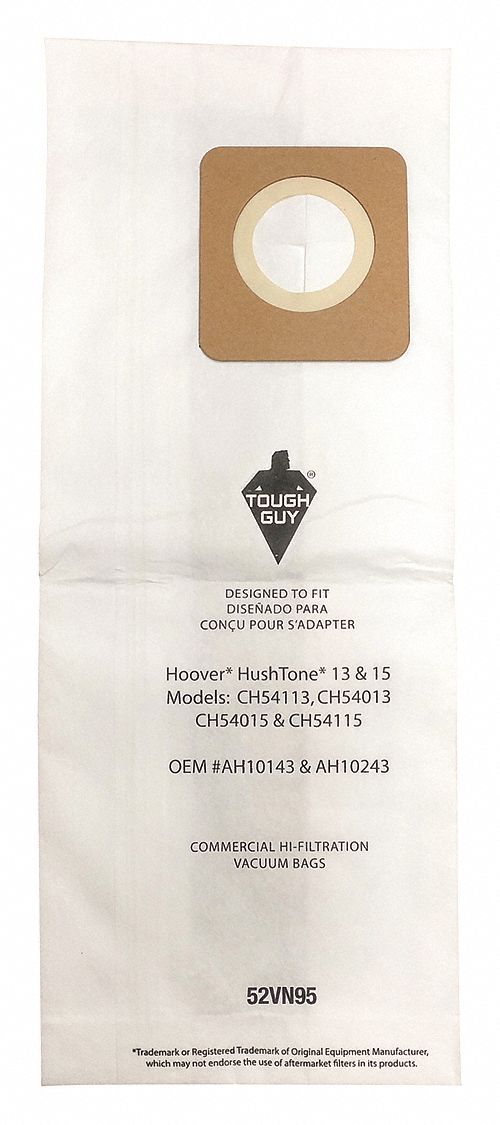 TOUGH®
GUY
DESIGNED TO FIT
DISEÑADO PARA
CONÇU POUR S'ADAPTER
Hoover* HushTone* 13 & 15
Models: CH54113, CH54013
CH54015 & CH54115
OEM #AH10143 & AH10243
COMMERCIAL HI-FILTRATION
VACUUM BAGS
52VN95
*Trademark or Registered Trademark of Original Equipment Manufacturer,
which may not endorse the use of aftermarket filters in its products.